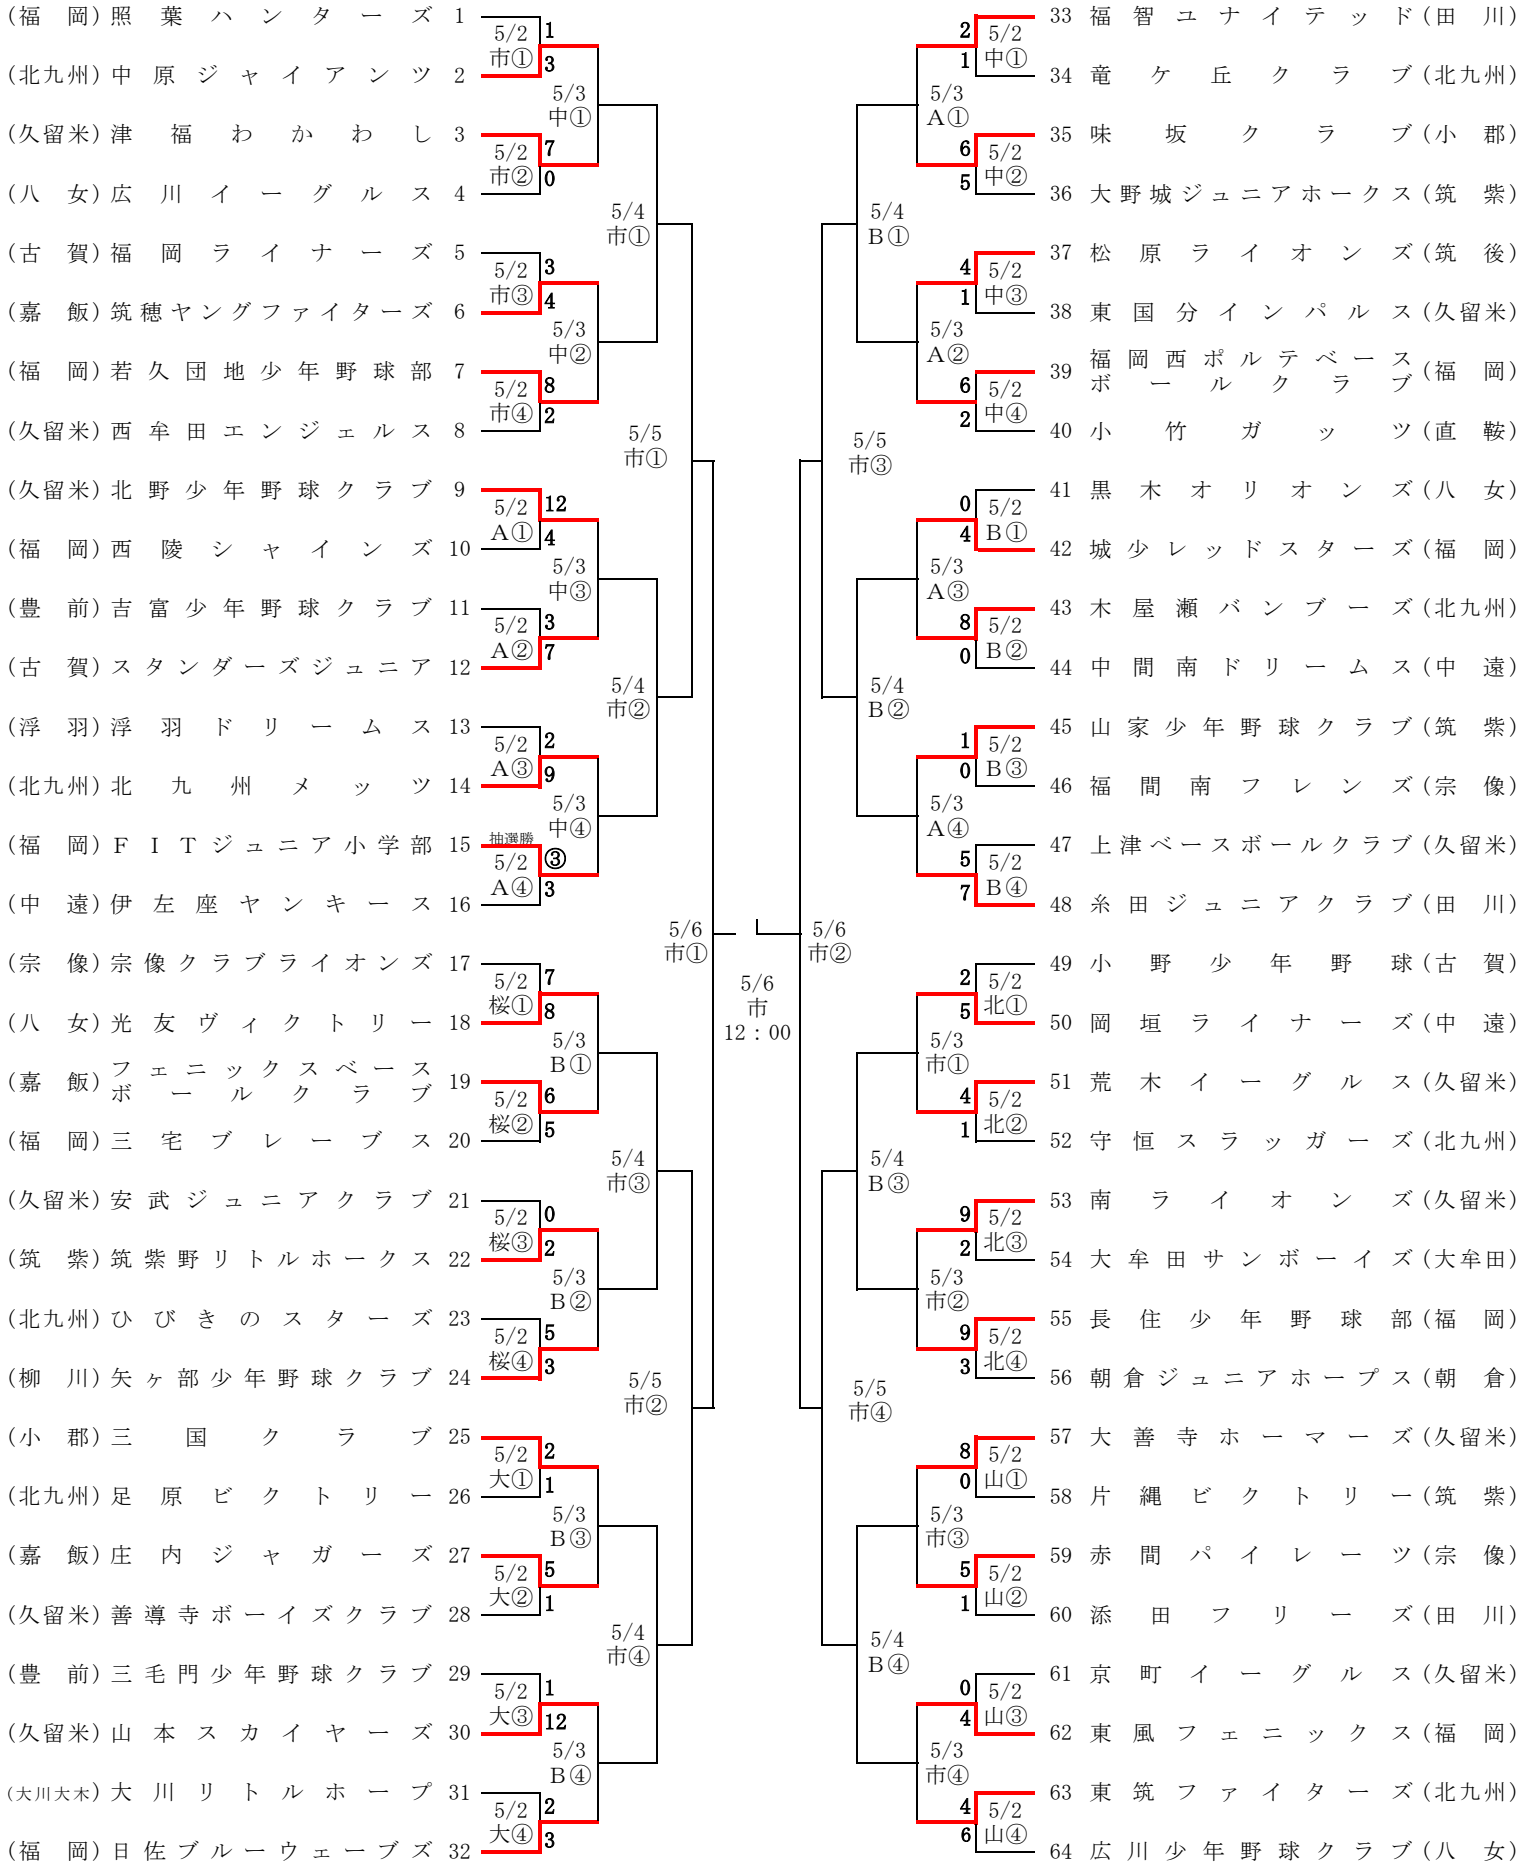 (福　岡) 照葉ハンターズ 1
5/2 市① 1
(北九州) 中原ジャイアンツ 2
3
5/3 中①
(久留米) 津福わかわし 3
5/2 市② 7
(八　女) 広川イーグルス 4
0
5/4 市①
(古　賀) 福岡ライナーズ 5
5/2 市③ 3
(嘉　飯) 筑穂ヤングファイターズ 6
4
5/3 中②
(福　岡) 若久団地少年野球部 7
5/2 市④ 8
(久留米) 西牟田エンジェルス 8
2
5/5 市①
(久留米) 北野少年野球クラブ 9
5/2 A① 12
(福　岡) 西陵シャインズ 10
4
5/3 中③
(豊　前) 吉富少年野球クラブ 11
5/2 A② 3
(古　賀) スタンダーズジュニア 12
7
5/4 市②
(浮　羽) 浮羽ドリームス 13
5/2 A③ 2
(北九州) 北九州メッツ 14
9
5/3 中④
(福　岡) ＦＩＴジュニア小学部 15
抽選勝
5/2 A④ ③
(中　遠) 伊左座ヤンキース 16
3
5/6 市①
(宗　像) 宗像クラブライオンズ 17
5/2 桜① 7
(八　女) 光友ヴィクトリー 18
8
5/3 B①
(嘉　飯) フェニックスベースボールクラブ 19
5/2 桜② 6
(福　岡) 三宅ブレーブス 20
5
5/4 市③
(久留米) 安武ジュニアクラブ 21
5/2 桜③ 0
(筑　紫) 筑紫野リトルホークス 22
2
5/3 B②
(北九州) ひびきのスターズ 23
5/2 桜④ 5
(柳　川) 矢ヶ部少年野球クラブ 24
3
5/5 市②
(小　郡) 三国クラブ 25
5/2 大① 2
(北九州) 足原ビクトリー 26
1
5/3 B③
(嘉　飯) 庄内ジャガーズ 27
5/2 大② 5
(久留米) 善導寺ボーイズクラブ 28
1
5/4 市④
(豊　前) 三毛門少年野球クラブ 29
5/2 大③ 1
(久留米) 山本スカイヤーズ 30
12
5/3 B④
(大川大木) 大川リトルホープ 31
5/2 大④ 2
(福　岡) 日佐ブルーウェーブズ 32
3
5/6
市
12：00
33 福智ユナイテッド (田　川)
2 5/2 中①
34 竜ケ丘クラブ (北九州)
1
5/3 A①
35 味坂クラブ (小　郡)
6 5/2 中②
36 大野城ジュニアホークス (筑　紫)
5
5/4 B①
37 松原ライオンズ (筑　後)
4 5/2 中③
38 東国分インパルス (久留米)
1
5/3 A②
39 福岡西ポルテベースボールクラブ (福　岡)
6 5/2 中④
40 小竹ガッツ (直　鞍)
2
5/5 市③
41 黒木オリオンズ (八　女)
0 5/2 B①
42 城少レッドスターズ (福　岡)
4
5/3 A③
43 木屋瀬バンブーズ (北九州)
8 5/2 B②
44 中間南ドリームス (中　遠)
0
5/4 B②
45 山家少年野球クラブ (筑　紫)
1 5/2 B③
46 福間南フレンズ (宗　像)
0
5/3 A④
47 上津ベースボールクラブ (久留米)
5 5/2 B④
48 糸田ジュニアクラブ (田　川)
7
5/6 市②
49 小野少年野球 (古　賀)
2 5/2 北①
50 岡垣ライナーズ (中　遠)
5
5/3 市①
51 荒木イーグルス (久留米)
4 5/2 北②
52 守恒スラッガーズ (北九州)
1
5/4 B③
53 南ライオンズ (久留米)
9 5/2 北③
54 大牟田サンボーイズ (大牟田)
2
5/3 市②
55 長住少年野球部 (福　岡)
9 5/2 北④
56 朝倉ジュニアホープス (朝　倉)
3
5/5 市④
57 大善寺ホーマーズ (久留米)
8 5/2 山①
58 片縄ビクトリー (筑　紫)
0
5/3 市③
59 赤間パイレーツ (宗　像)
5 5/2 山②
60 添田フリーズ (田　川)
1
5/4 B④
61 京町イーグルス (久留米)
0 5/2 山③
62 東風フェニックス (福　岡)
4
5/3 市④
63 東筑ファイターズ (北九州)
4 5/2 山④
64 広川少年野球クラブ (八　女)
6